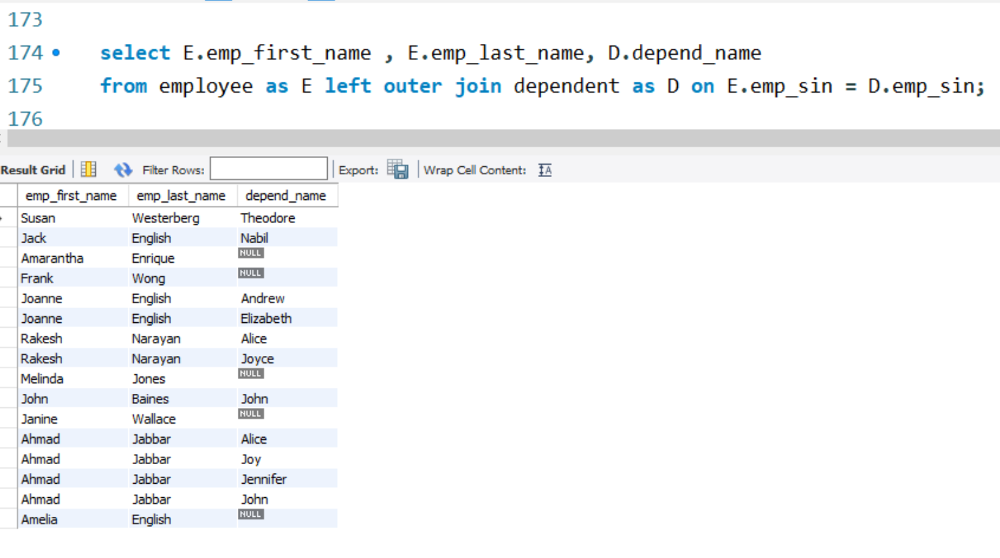 173
174 select E.emp_first_name , E.emp_last_name, D.depend_name
175 from employee as E left outer join dependent as D on E.emp_sin = D.emp_sin;
176
Result Grid Filter Rows: Export: Wrap Cell Content: IA
emp_first_name emp_last_name depend_name
Susan Westerberg Theodore
Jack English Nabil
Amarantha Enrique NULL
Frank Wong NULL
Joanne English Andrew
Joanne English Elizabeth
Rakesh Narayan Alice
Rakesh Narayan Joyce
Melinda Jones NULL
John Baines John
Janine Wallace NULL
Ahmad Jabbar Alice
Ahmad Jabbar Joy
Ahmad Jabbar Jennifer
Ahmad Jabbar John
Amelia English NULL